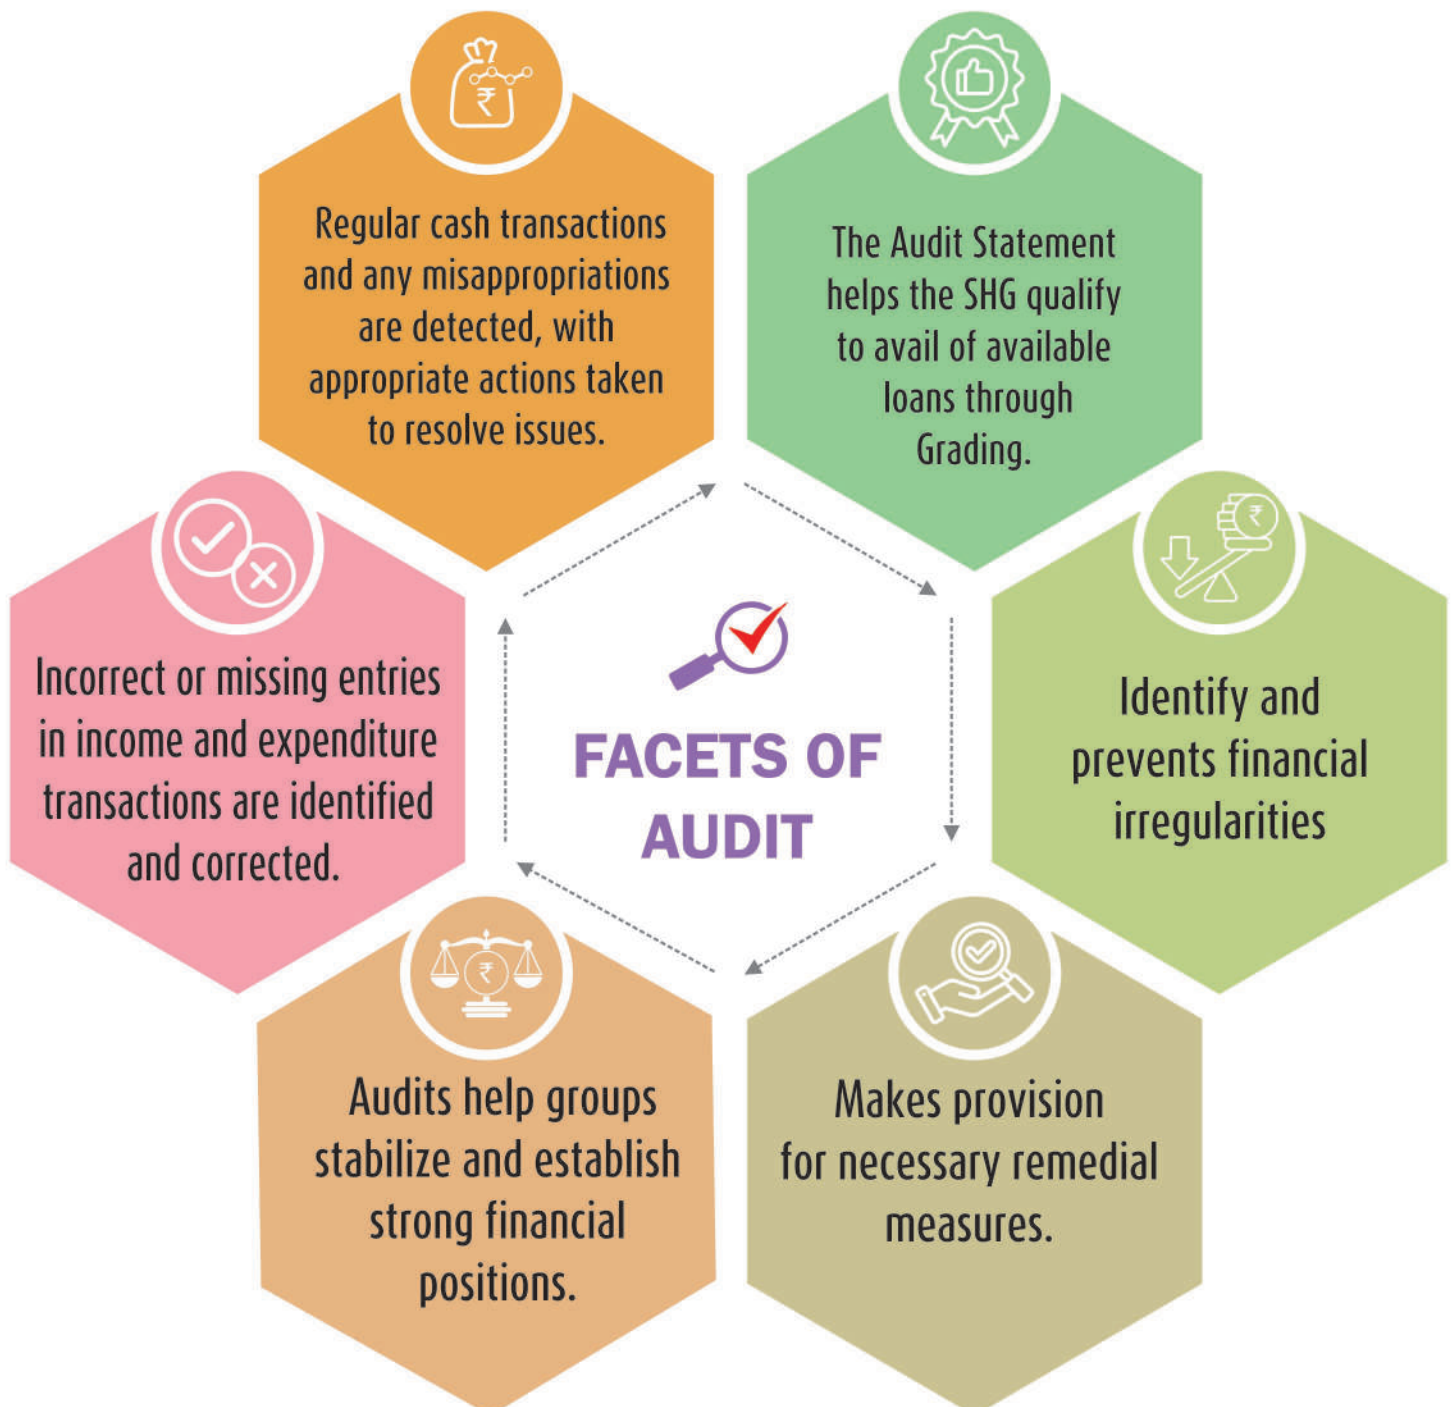 Regular cash transactions
and any misappropriations
are detected, with
appropriate actions taken
to resolve issues.
The Audit Statement
helps the SHG qualify
to avail of available
loans through
Grading.
Incorrect or missing entries
in income and expenditure
transactions are identified
and corrected.
FACETS OF
AUDIT
Identify and
prevents financial
irregularities
Audits help groups
stabilize and establish
strong financial
positions.
Makes provision
for necessary remedial
measures.
₹
₹
₹